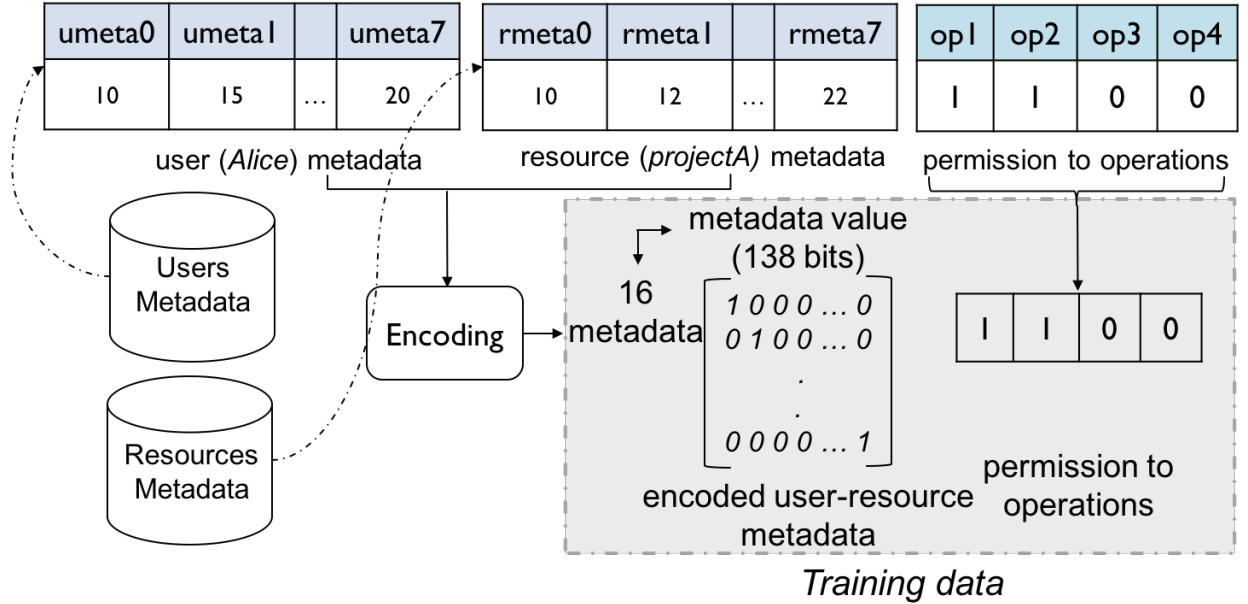 umeta0 umeta1 umeta7 rmeta0 rmeta1 rmeta7 op1 op2 op3 op4
10 15 ... 20 10 12 ... 22 1 1 0 0
user (Alice) metadata resource (projectA) metadata permission to operations
Users
Metadata
Resources
Metadata
Encoding
metadata value
(138 bits)
16
metadata
1 0 0 0 ... 0
0 1 0 0 ... 0
.
.
0 0 0 0 ... 1
encoded user-resource
metadata
1 1 0 0
permission to
operations
Training data